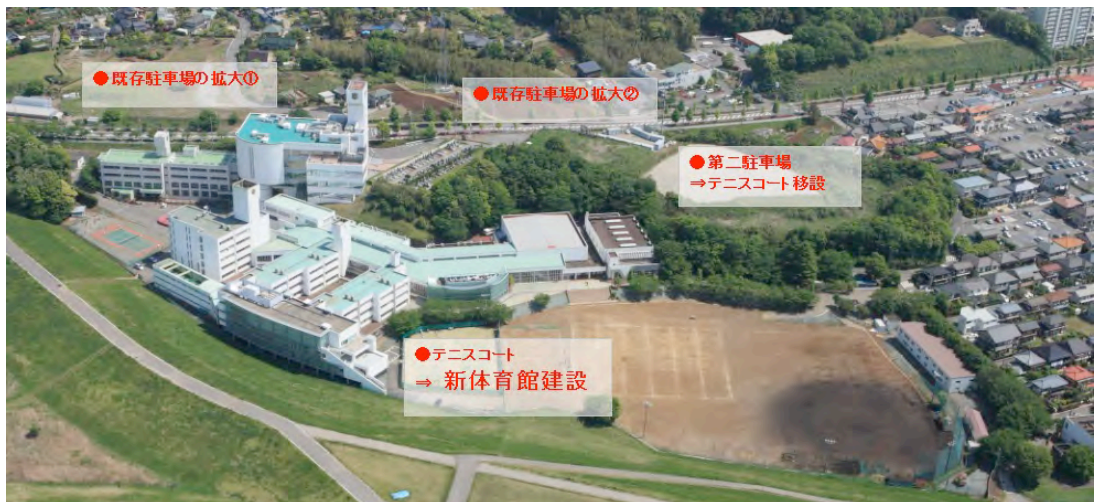 ●既存駐車場の拡大①
●既存駐車場の拡大②
●第二駐車場
⇒テニスコート移設
●テニスコート
⇒ 新体育館建設